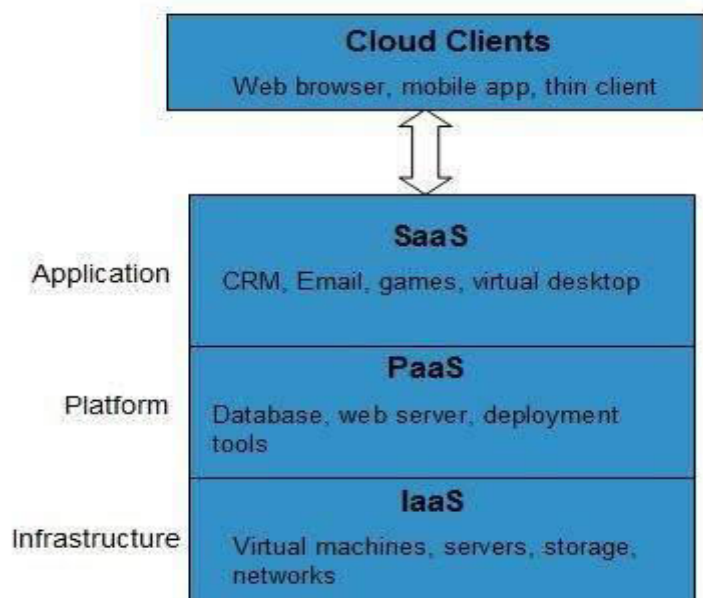 Cloud Clients
Web browser, mobile app, thin client
SaaS
Application
CRM, Email, games, virtual desktop
PaaS
Platform
Database, web server, deployment
tools
IaaS
Infrastructure
Virtual machines, servers, storage,
networks